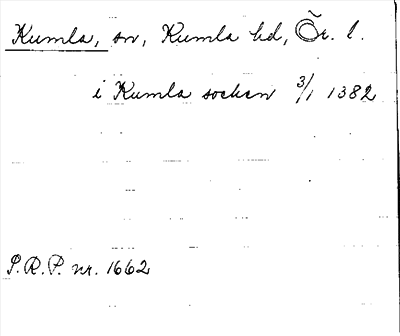 Kumla, sn, Kumla hd, Ör. l.
i Kumla socken 3/1 1382
S.R.P. nr. 1662